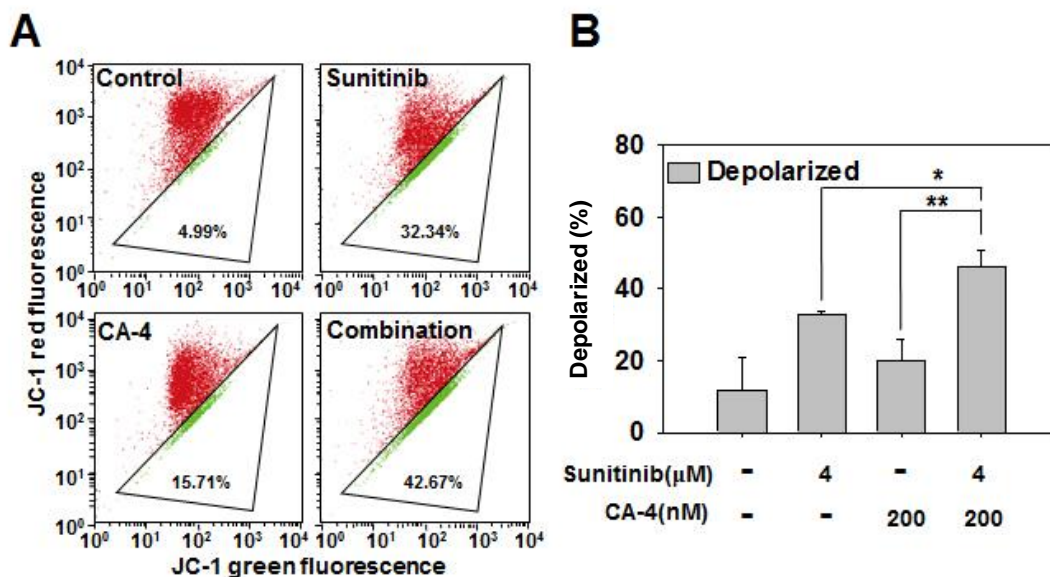 A
Control
Sunitinib
10⁴
10³
10²
10¹
10⁰
4.99%
32.34%
10⁰ 10¹ 10² 10³ 10⁴
10⁰ 10¹ 10² 10³ 10⁴
CA-4
Combination
10⁴
10³
10²
10¹
10⁰
15.71%
42.67%
10⁰ 10¹ 10² 10³ 10⁴
10⁰ 10¹ 10² 10³ 10⁴
JC-1 red fluorescence
JC-1 green fluorescence
B
80
60
40
20
0
Depolarized (%)
Depolarized
*
**
Sunitinib(μM) - 4 - 4
CA-4(nM) - - 200 200